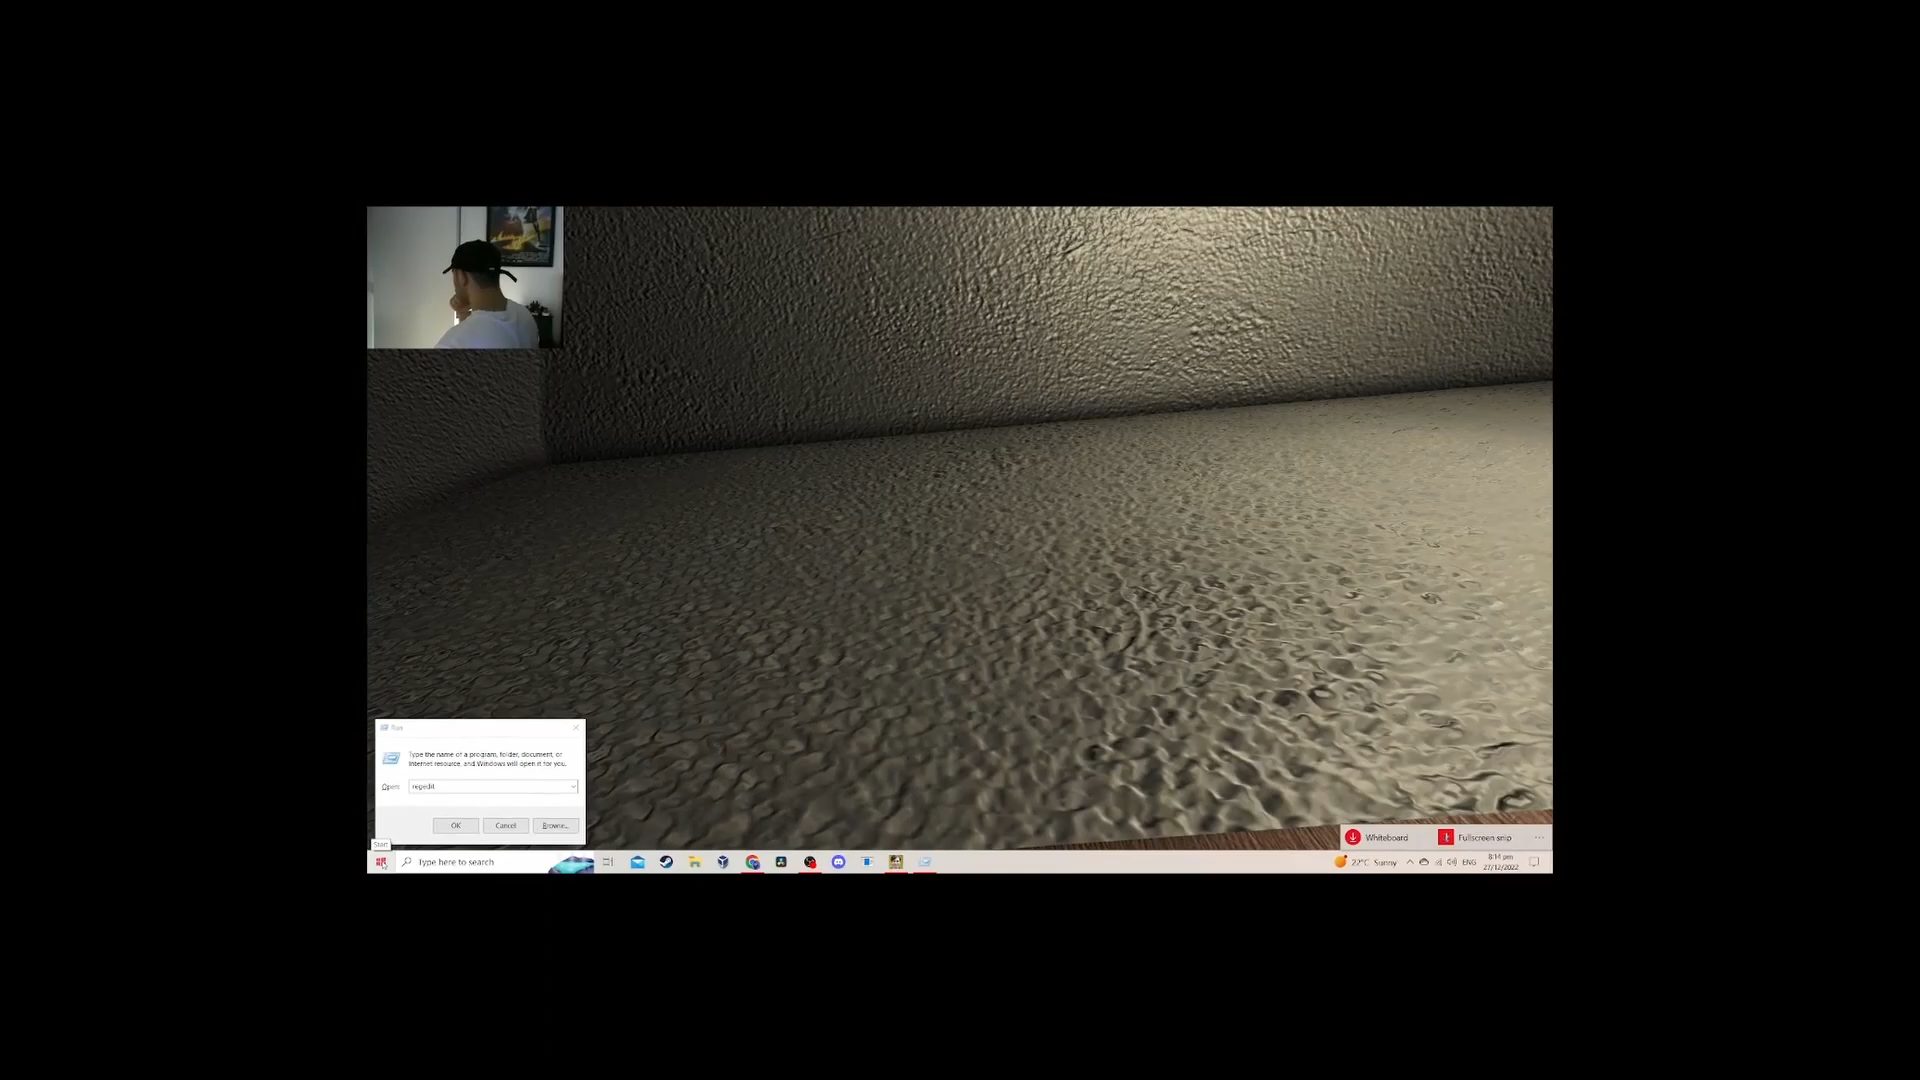 Run
Type the name of a program, folder, document, or
Internet resource, and Windows will open it for you.
Open: regedit
OK Cancel Browse...
Start
Type here to search
Whiteboard Fullscreen snip
22°C Sunny ENG 8:14 pm
27/12/2022